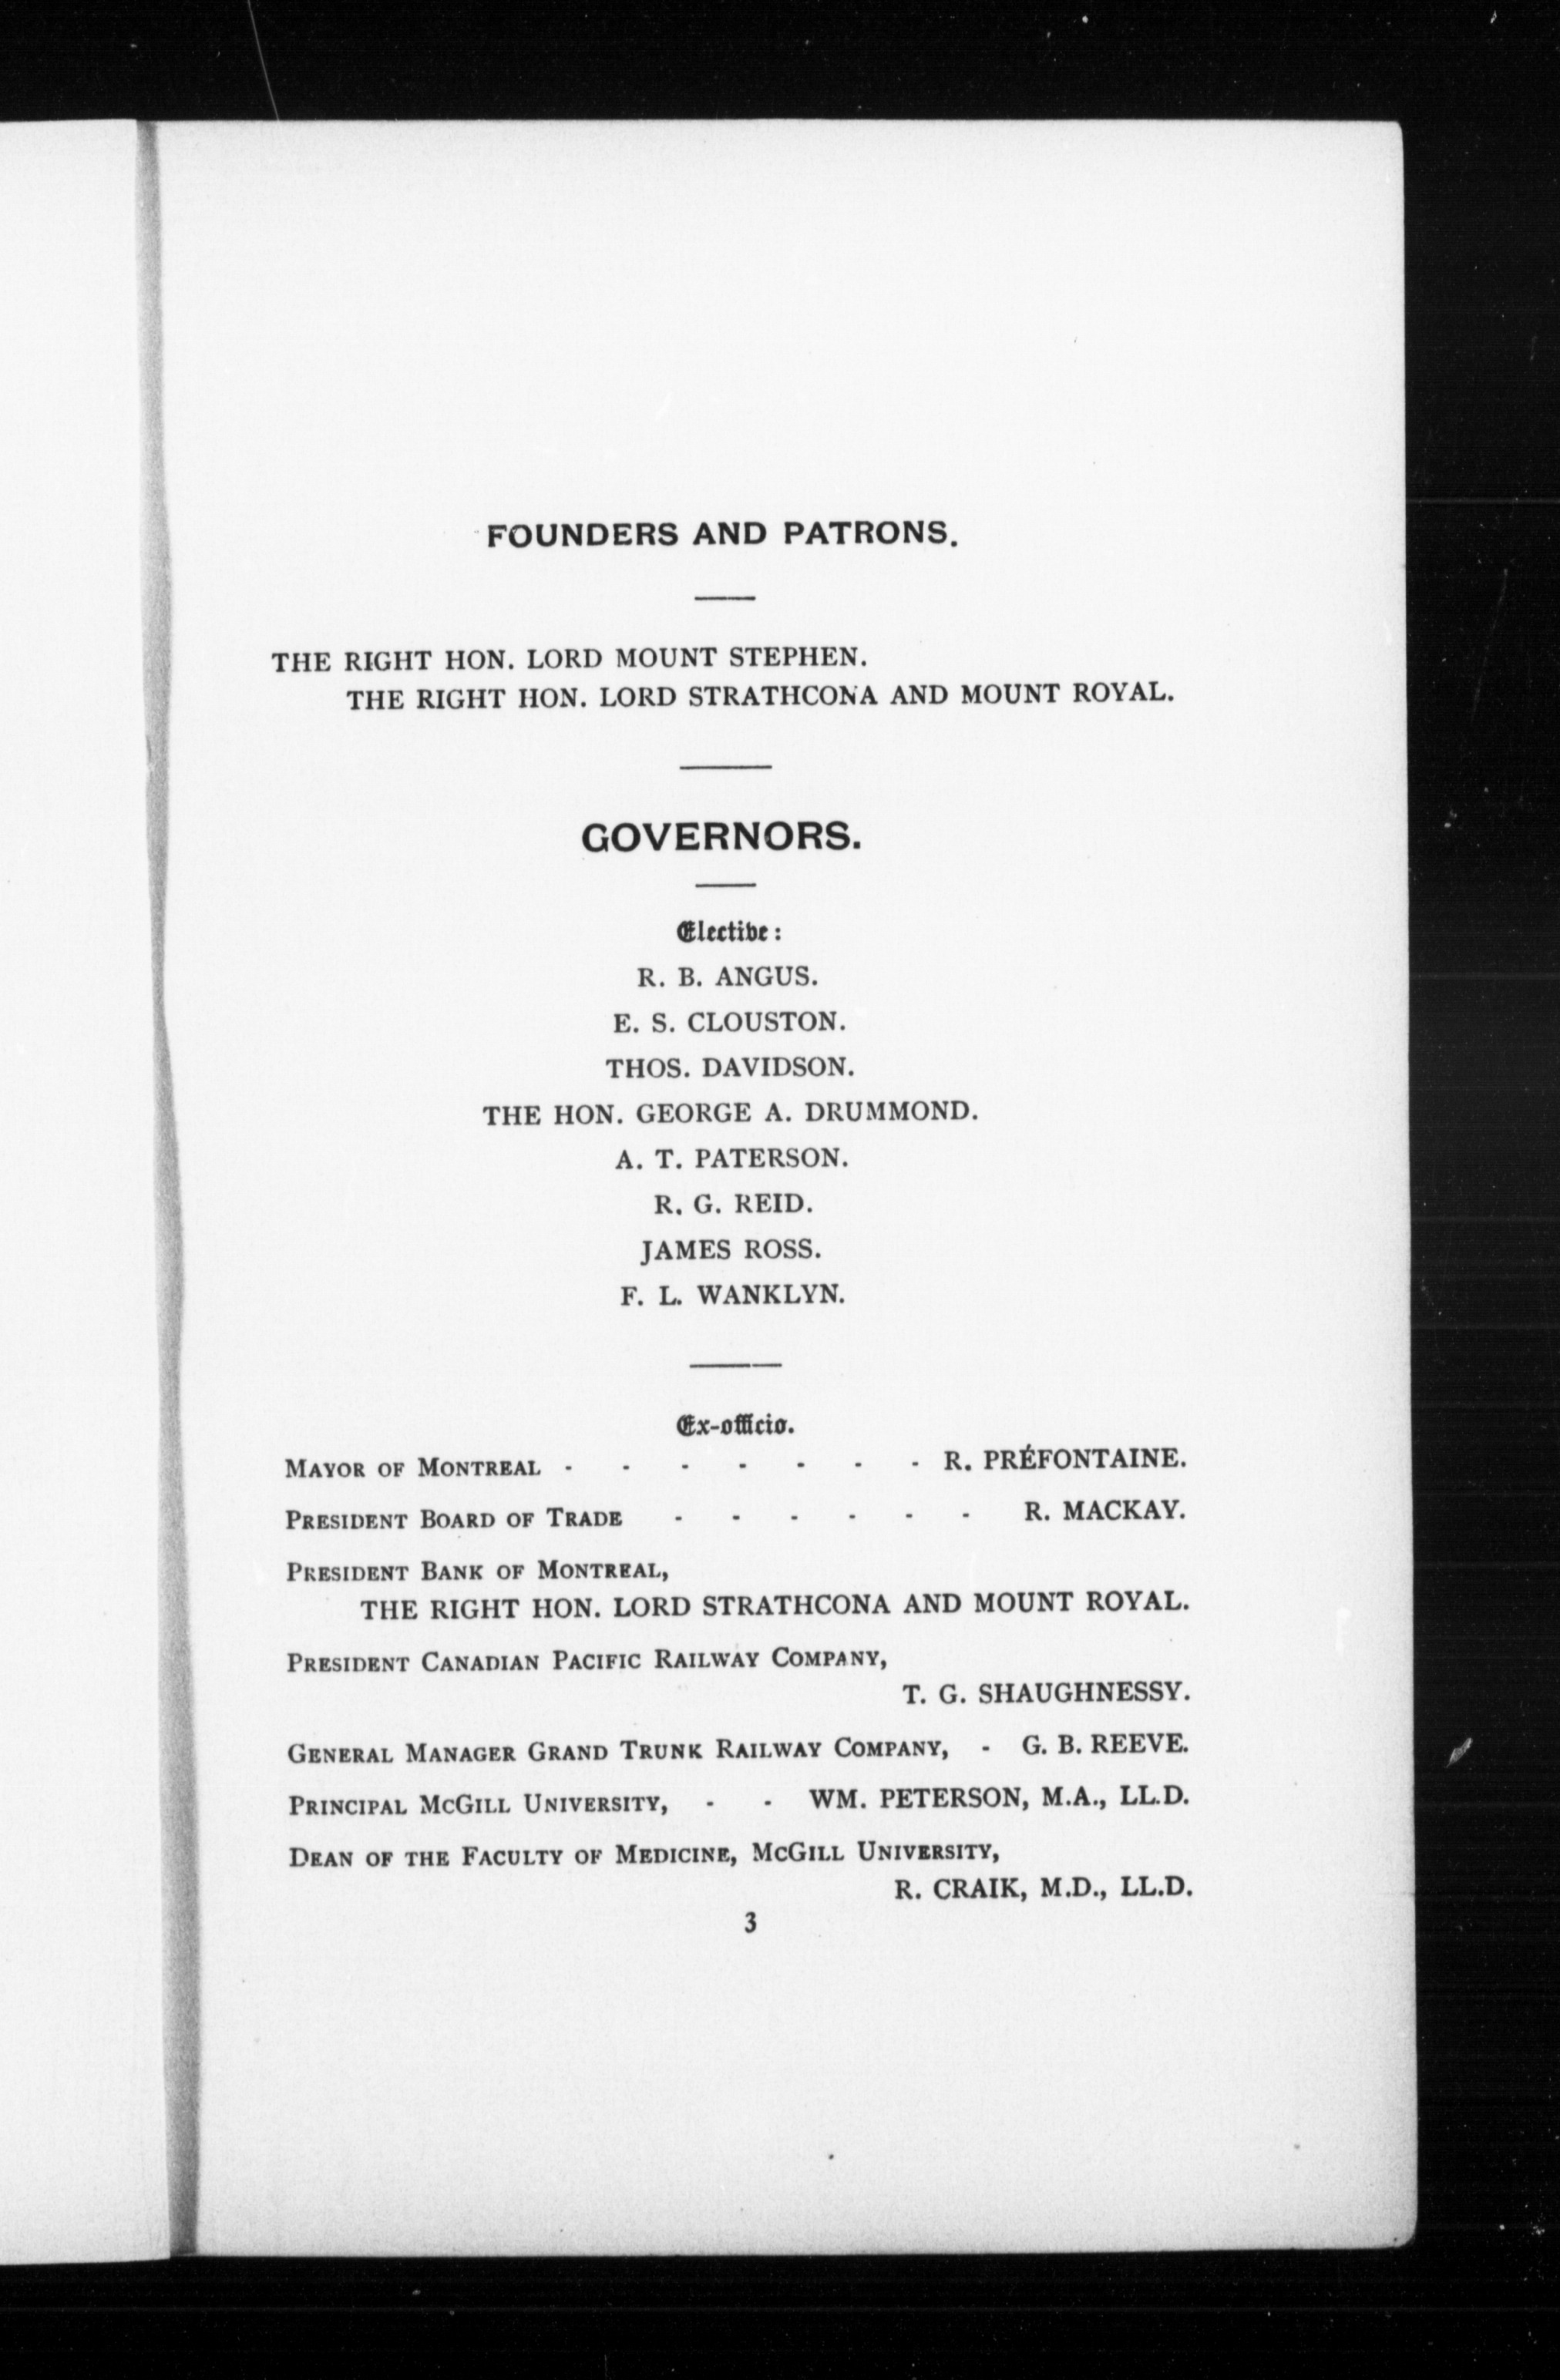 FOUNDERS AND PATRONS.
THE RIGHT HON. LORD MOUNT STEPHEN.
THE RIGHT HON. LORD STRATHCONA AND MOUNT ROYAL.
GOVERNORS.
Elective:
R. B. ANGUS.
E. S. CLOUSTON.
THOS. DAVIDSON.
THE HON. GEORGE A. DRUMMOND.
A. T. PATERSON.
R. G. REID.
JAMES ROSS.
F. L. WANKLYN.
Ex-officio.
MAYOR OF MONTREAL - - - - - - - R. PRÉFONTAINE.
PRESIDENT BOARD OF TRADE - - - - - - R. MACKAY.
PRESIDENT BANK OF MONTREAL,
THE RIGHT HON. LORD STRATHCONA AND MOUNT ROYAL.
PRESIDENT CANADIAN PACIFIC RAILWAY COMPANY,
T. G. SHAUGHNESSY.
GENERAL MANAGER GRAND TRUNK RAILWAY COMPANY, - G. B. REEVE.
PRINCIPAL MCGILL UNIVERSITY, - - WM. PETERSON, M.A., LL.D.
DEAN OF THE FACULTY OF MEDICINE, MCGILL UNIVERSITY,
R. CRAIK, M.D., LL.D.
3